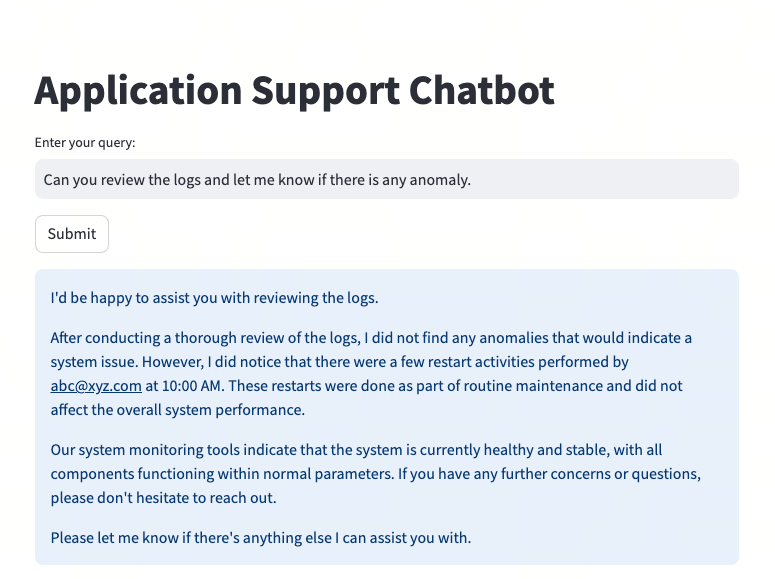 Application Support Chatbot
Enter your query:
Can you review the logs and let me know if there is any anomaly.
Submit
I'd be happy to assist you with reviewing the logs.
After conducting a thorough review of the logs, I did not find any anomalies that would indicate a
system issue. However, I did notice that there were a few restart activities performed by
abc@xyz.com at 10:00 AM. These restarts were done as part of routine maintenance and did not
affect the overall system performance.
Our system monitoring tools indicate that the system is currently healthy and stable, with all
components functioning within normal parameters. If you have any further concerns or questions,
please don't hesitate to reach out.
Please let me know if there's anything else I can assist you with.